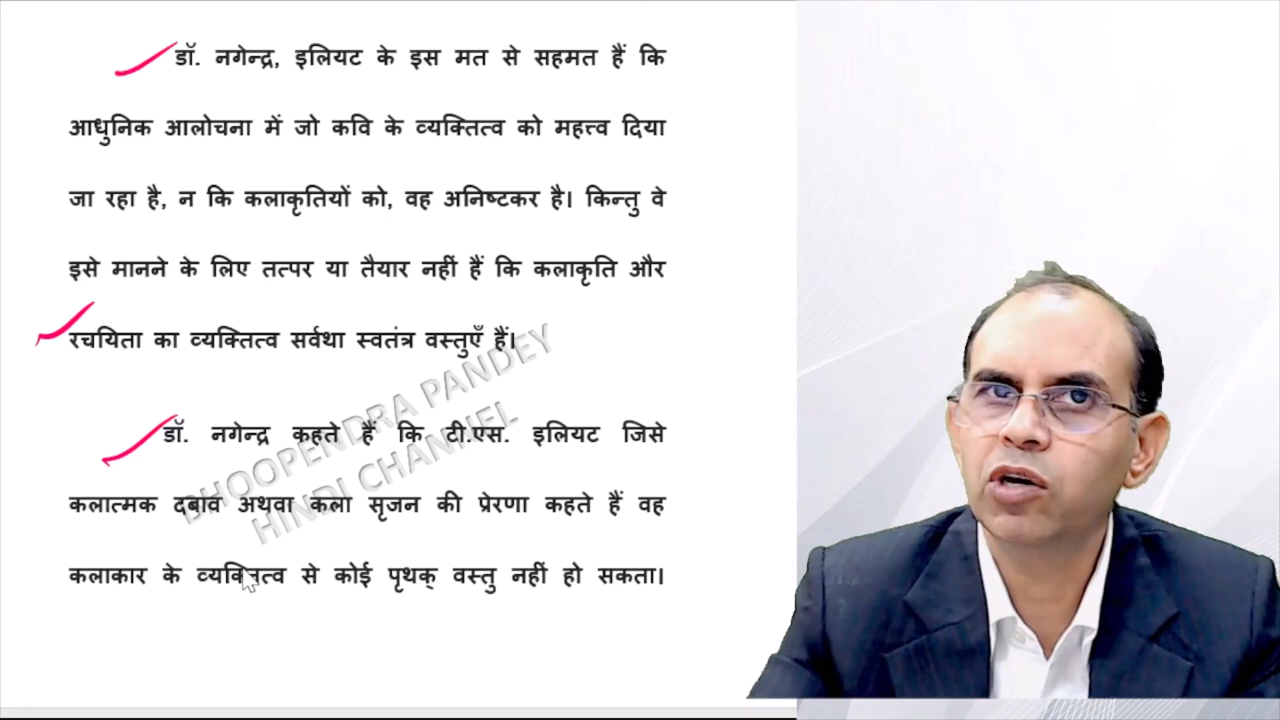 डॉ. नगेन्द्र, इलियट के इस मत से सहमत हैं कि
आधुनिक आलोचना में जो कवि के व्यक्तित्व को महत्त्व दिया
जा रहा है, न कि कलाकृतियों को, वह अनिष्टकर है। किन्तु वे
इसे मानने के लिए तत्पर या तैयार नहीं हैं कि कलाकृति और
रचयिता का व्यक्तित्व सर्वथा स्वतंत्र वस्तुएँ हैं।
डॉ. नगेन्द्र कहते हैं कि टी.एस. इलियट जिसे
कलात्मक दबाव अथवा कला सृजन की प्रेरणा कहते हैं वह
कलाकार के व्यक्तित्व से कोई पृथक् वस्तु नहीं हो सकता।
BHOOPENDRA PANDEY
HINDI CHANNEL